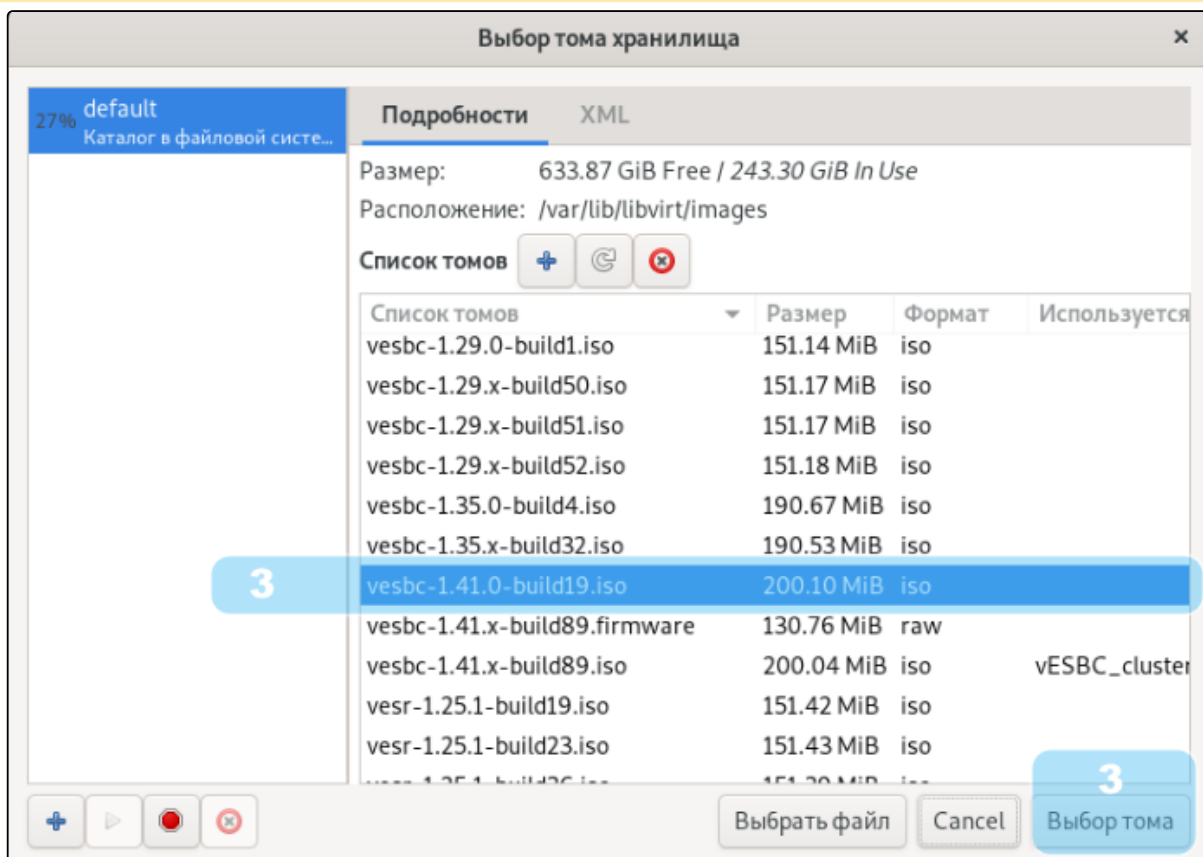 Выбор тома хранилища
27% default
Каталог в файловой систе...
Подробности XML
Размер: 633.87 GiB Free / 243.30 GiB In Use
Расположение: /var/lib/libvirt/images
Список томов
Список томов Размер Формат Используется
vesbc-1.29.0-build1.iso 151.14 MiB iso
vesbc-1.29.x-build50.iso 151.17 MiB iso
vesbc-1.29.x-build51.iso 151.17 MiB iso
vesbc-1.29.x-build52.iso 151.18 MiB iso
vesbc-1.35.0-build4.iso 190.67 MiB iso
vesbc-1.35.x-build32.iso 190.53 MiB iso
3 vesbc-1.41.0-build19.iso 200.10 MiB iso
vesbc-1.41.x-build89.firmware 130.76 MiB raw
vesbc-1.41.x-build89.iso 200.04 MiB iso vESBC_cluster
vesr-1.25.1-build19.iso 151.42 MiB iso
vesr-1.25.1-build23.iso 151.43 MiB iso
3
Выбрать файл Cancel Выбор тома